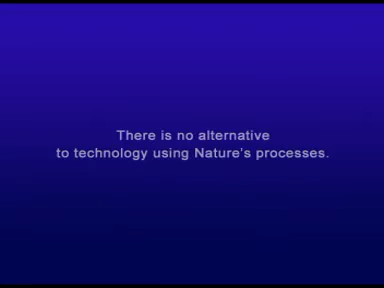 There is no alternative
to technology using Nature's processes.